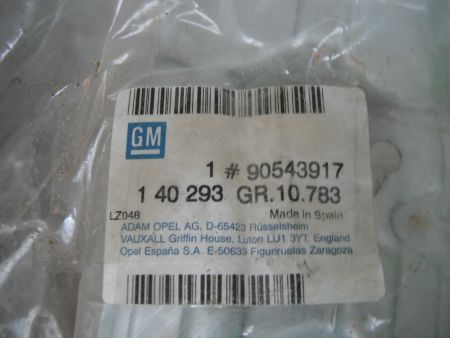 GM
1 # 90543917
1 40 293 GR.10.783
LZ048 Made in Spain
ADAM OPEL AG, D-65423 Rüsselsheim
VAUXALL Griffin House, Luton LU1 3YT, England
Opel España S.A. E-50639 Figueruelas Zaragoza